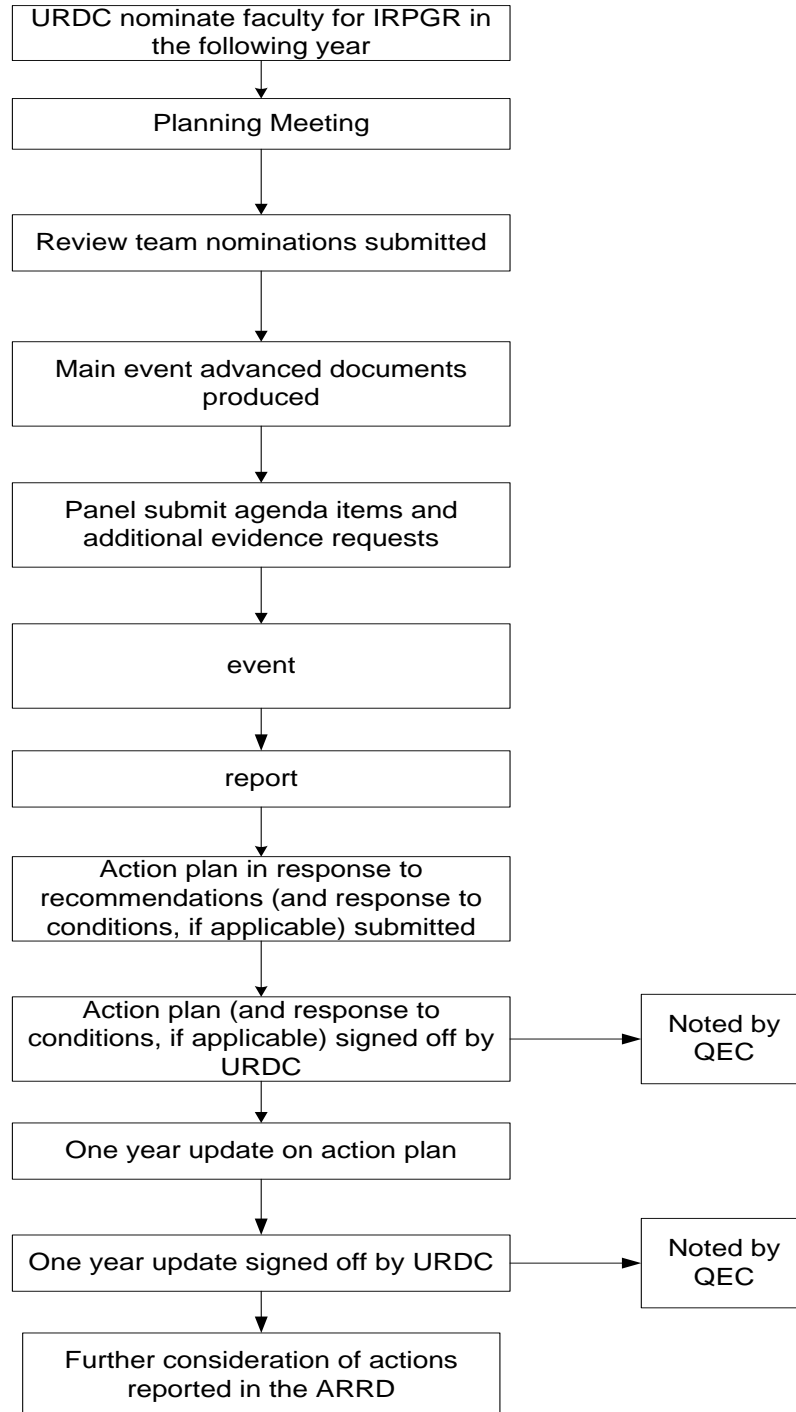 URDC nominate faculty for IRPGR in
the following year
Planning Meeting
Review team nominations submitted
Main event advanced documents
produced
Panel submit agenda items and
additional evidence requests
event
report
Action plan in response to
recommendations (and response to
conditions, if applicable) submitted
Action plan (and response to
conditions, if applicable) signed off by
URDC
Noted by
QEC
One year update on action plan
One year update signed off by URDC
Noted by
QEC
Further consideration of actions
reported in the ARRD